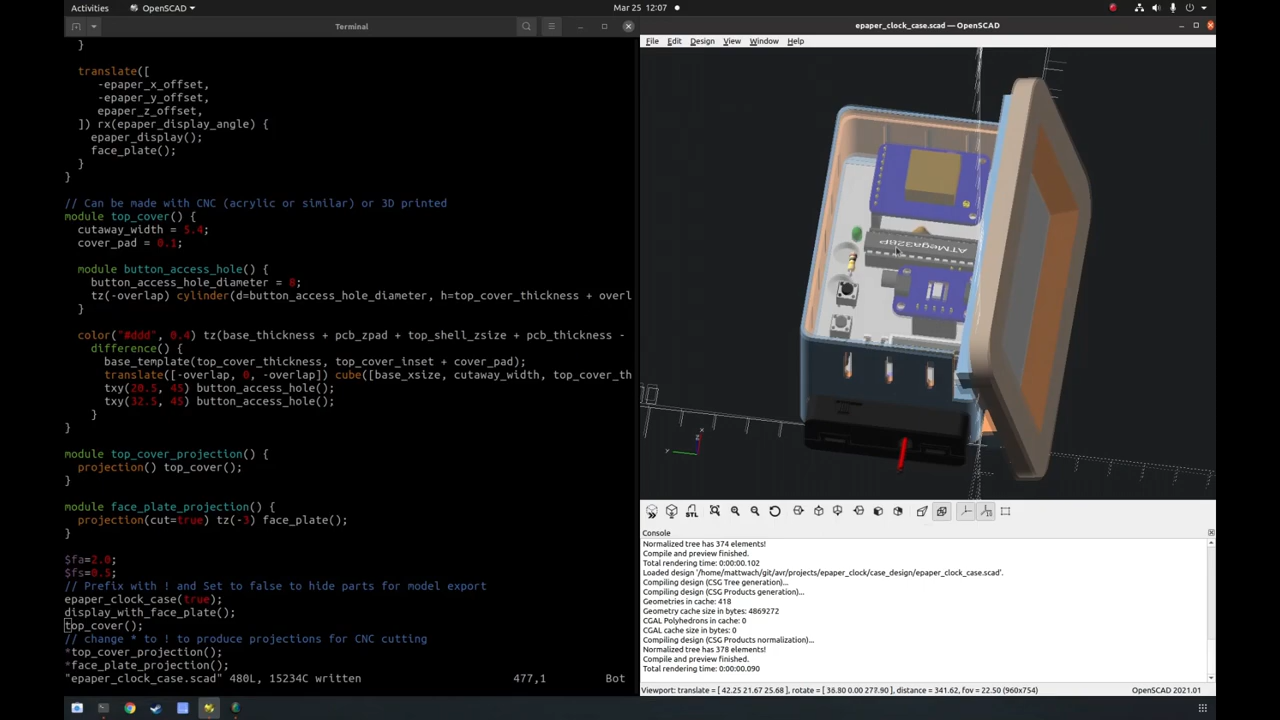 Activities
OpenSCAD
Mar 25 12:07
Terminal
epaper_clock_case.scad — OpenSCAD
File Edit Design View Window Help
}
translate([
-epaper_x_offset,
-epaper_y_offset,
epaper_z_offset,
]) rx(epaper_display_angle) {
epaper_display();
face_plate();
}
}
// Can be made with CNC (acrylic or similar) or 3D printed
module top_cover() {
cutaway_width = 5.4;
cover_pad = 0.1;
module button_access_hole() {
button_access_hole_diameter = 6;
tz(-overlap) cylinder(d=button_access_hole_diameter, h=top_cover_thickness + overl
}
color("#ddd", 0.4) tz(base_thickness + pcb_zpad + top_shell_zsize + pcb_thickness -
difference() {
base_template(top_cover_thickness, top_cover_inset + cover_pad);
translate([-overlap, 0, -overlap]) cube([base_xsize, cutaway_width, top_cover_th
txy(20.5, 45) button_access_hole();
txy(32.5, 45) button_access_hole();
}
}
module top_cover_projection() {
projection() top_cover();
}
module face_plate_projection() {
projection(cut=true) tz(-3) face_plate();
}
$fa=2.0;
$fs=0.5;
// Prefix with ! and Set to false to hide parts for model export
epaper_clock_case(true);
display_with_face_plate();
top_cover();
// change * to ! to produce projections for CNC cutting
*top_cover_projection();
*face_plate_projection();
"epaper_clock_case.scad" 480L, 15234C written 477,1 Bot
ATMega328P
Console
Normalized tree has 374 elements!
Compile and preview finished.
Total rendering time: 0:00:00.102
Loaded design '/home/mattwach/git/avr/projects/epaper_clock/case_design/epaper_clock_case.scad'.
Compiling design (CSG Tree generation)...
Compiling design (CSG Products generation)...
Geometries in cache: 418
Geometry cache size in bytes: 4869272
CGAL Polyhedrons in cache: 0
CGAL cache size in bytes: 0
Compiling design (CSG Products normalization)...
Normalized tree has 378 elements!
Compile and preview finished.
Total rendering time: 0:00:00.090
Viewport: translate = [ 42.25 21.67 25.68 ], rotate = [ 36.80 0.00 277.90 ], distance = 341.62, fov = 22.50 (960x754) OpenSCAD 2021.01